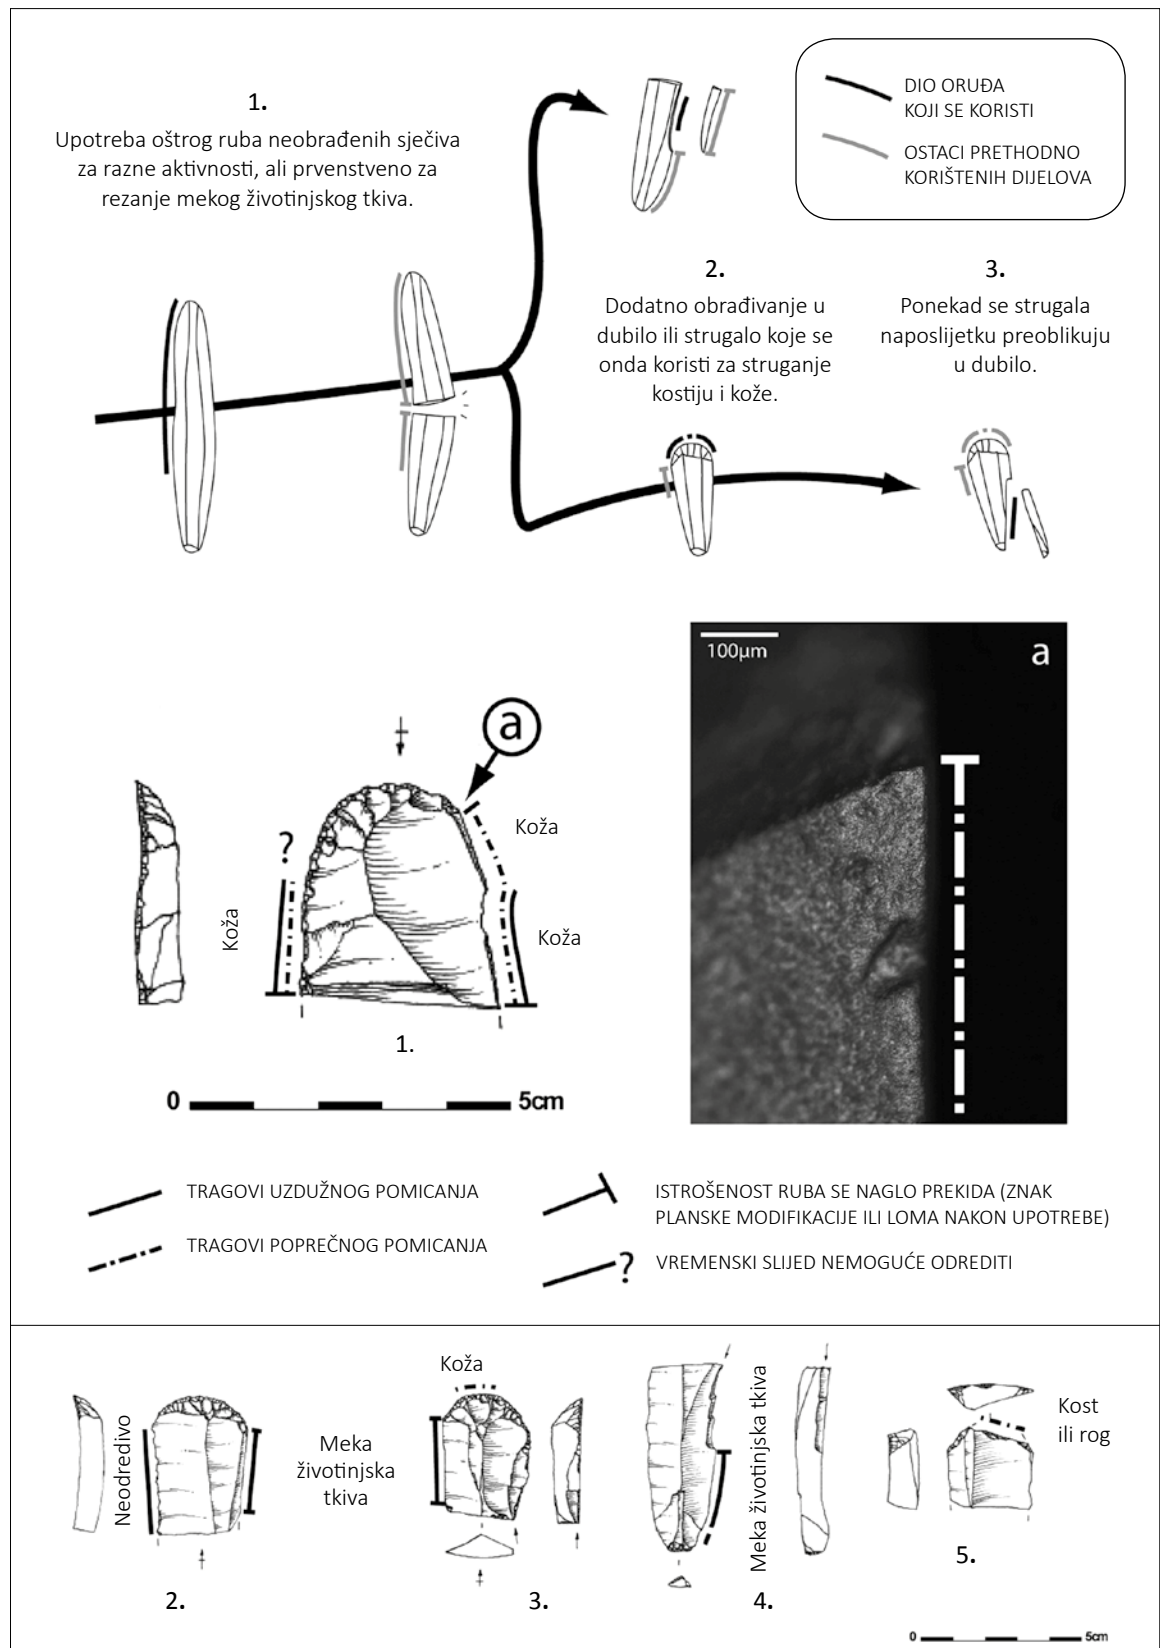 1.
Upotreba oštrog ruba neobrađenih sječiva
za razne aktivnosti, ali prvenstveno za
rezanje mekog životinjskog tkiva.
DIO ORUĐA
KOJI SE KORISTI
OSTACI PRETHODNO
KORIŠTENIH DIJELOVA
2.
Dodatno obrađivanje u
dubilo ili strugalo koje se
onda koristi za struganje
kostiju i kože.
3.
Ponekad se strugala
naposlijetku preoblikuju
u dubilo.
100µm
a
a
Koža
?
Koža
Koža
1.
0 5cm
TRAGOVI UZDUŽNOG POMICANJA
TRAGOVI POPREČNOG POMICANJA
ISTROŠENOST RUBA SE NAGLO PREKIDA (ZNAK
PLANSKE MODIFIKACIJE ILI LOMA NAKON UPOTREBE)
? VREMENSKI SLIJED NEMOGUĆE ODREDITI
Neodredivo
2.
Meka
životinjska
tkiva
Koža
3.
Meka životinjska tkiva
4.
Kost
ili rog
5.
0 5cm